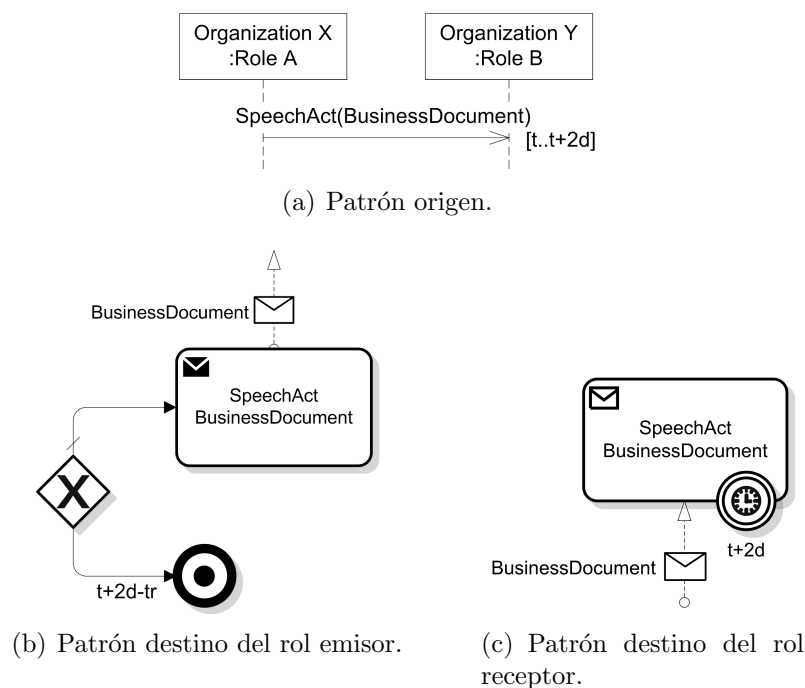 Organization X
:Role A
Organization Y
:Role B
SpeechAct(BusinessDocument)
[t..t+2d]
(a) Patrón origen.
BusinessDocument
SpeechAct
BusinessDocument
X
t+2d-tr
(b) Patrón destino del rol emisor.
SpeechAct
BusinessDocument
t+2d
BusinessDocument
(c) Patrón destino del rol
receptor.